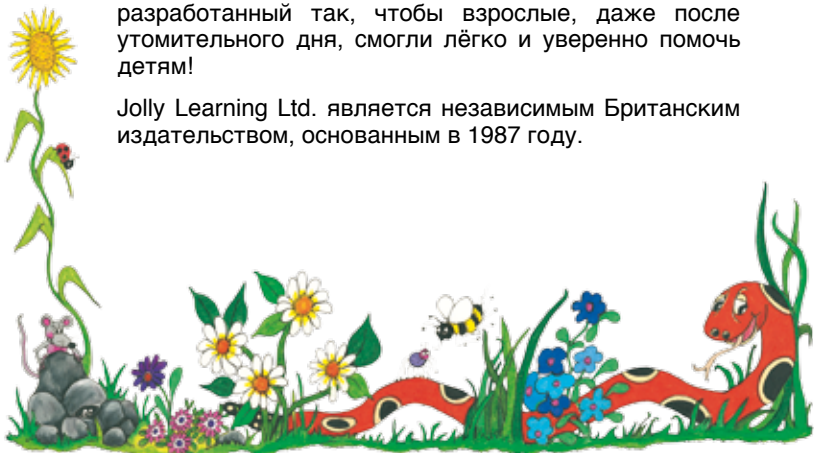 разработанный так, чтобы взрослые, даже после
утомительного дня, смогли лёгко и уверенно помочь
детям!
Jolly Learning Ltd. является независимым Британским
издательством, основанным в 1987 году.